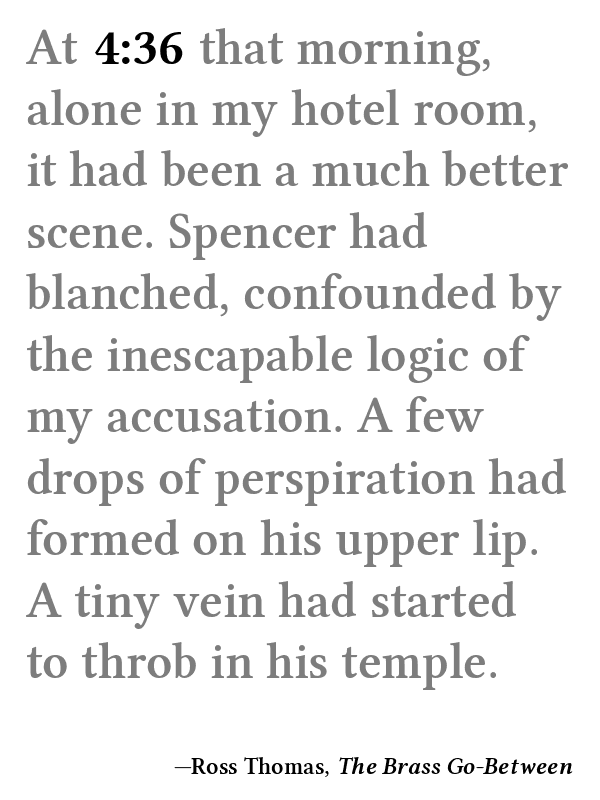 At 4:36 that morning,
alone in my hotel room,
it had been a much better
scene. Spencer had
blanched, confounded by
the inescapable logic of
my accusation. A few
drops of perspiration had
formed on his upper lip.
A tiny vein had started
to throb in his temple.
—Ross Thomas, The Brass Go-Between